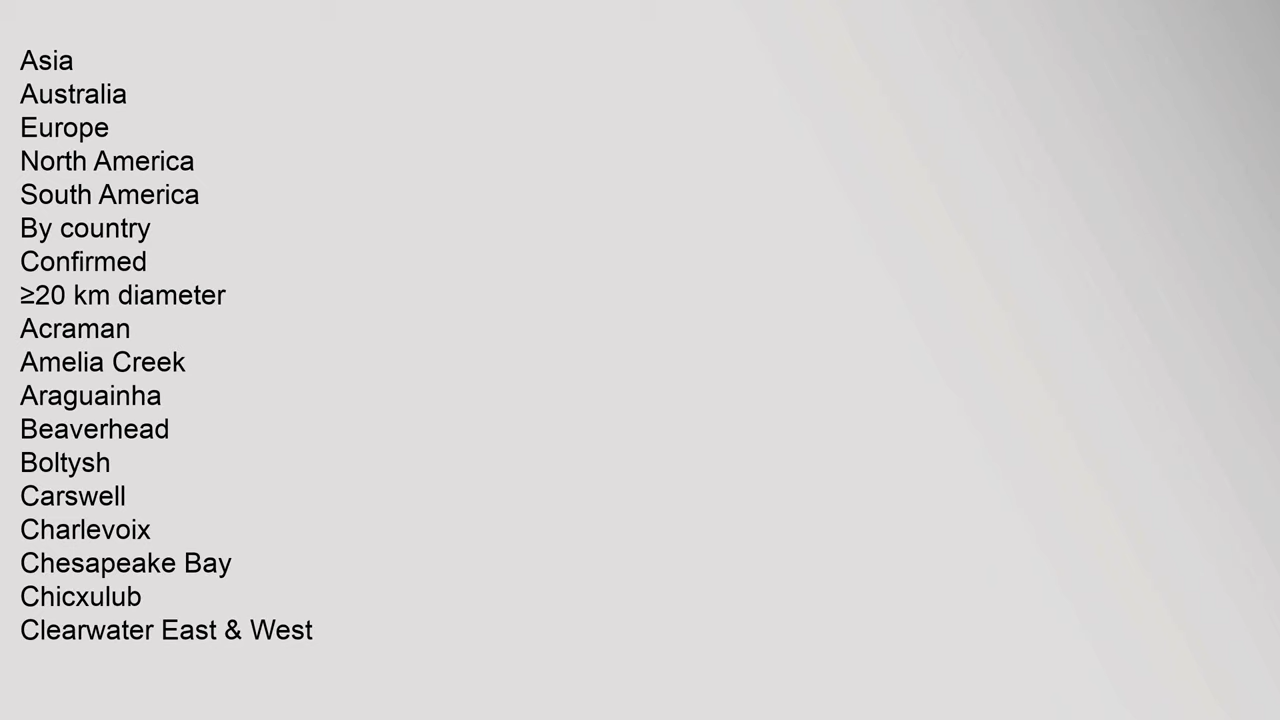 Asia
Australia
Europe
North America
South America
By country
Confirmed
≥20 km diameter
Acraman
Amelia Creek
Araguainha
Beaverhead
Boltysh
Carswell
Charlevoix
Chesapeake Bay
Chicxulub
Clearwater East & West